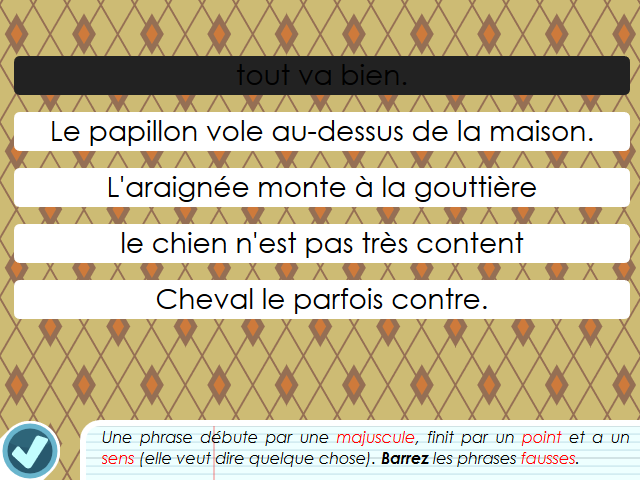 tout va bien.
Le papillon vole au-dessus de la maison.
L'araignée monte à la gouttière
le chien n'est pas très content
Cheval le parfois contre.
Une phrase débute par une majuscule, finit par un point et a un
sens (elle veut dire quelque chose). Barrez les phrases fausses.